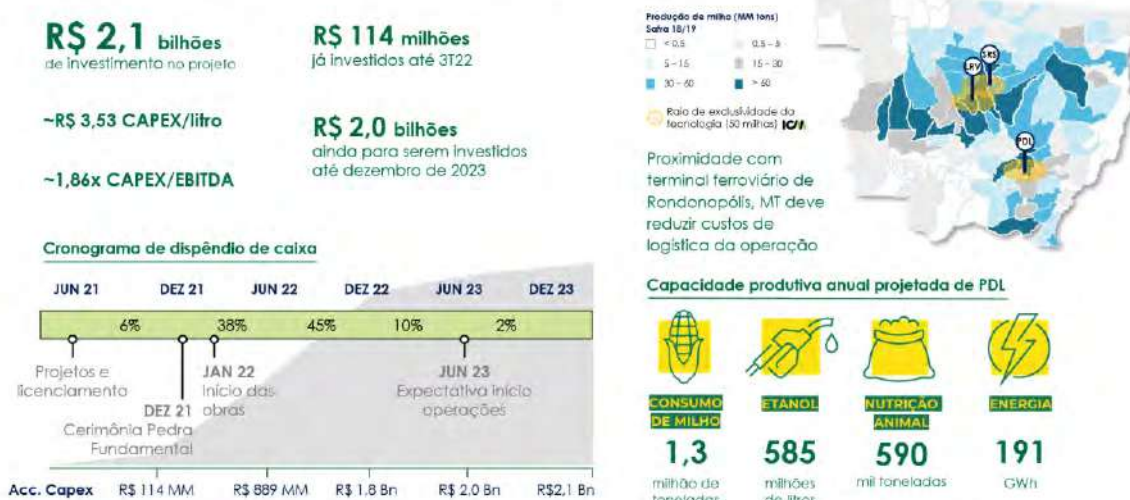 R$ 2,1 bilhões
de investimento no projeto
~R$ 3,53 CAPEX/litro
~1,86x CAPEX/EBITDA
R$ 114 milhões
já investidos até 3T22
R$ 2,0 bilhões
ainda para serem investidos
até dezembro de 2023
Cronograma de dispêndio de caixa
JUN 21 DEZ 21 JUN 22 DEZ 22 JUN 23 DEZ 23
6% 38% 45% 10% 2%
Projetos e
licenciamento
DEZ 21
Cerimônia Pedra
Fundamental
JAN 22
Início das
obras
JUN 23
Expectativa início
operações
Acc. Capex R$ 114 MM R$ 889 MM R$ 1,8 Bn R$ 2,0 Bn R$2,1 Bn
Produção de milho (MM tons)
Safra 18/19
< 0,5
5 – 15 15 – 30
30 – 60 > 60
Raio de exclusividade da
tecnologia (50 milhas) ICM
LRV
SRS
PDL
Proximidade com
terminal ferroviário de
Rondonopólis, MT deve
reduzir custos de
logística da operação
Capacidade produtiva anual projetada de PDL
CONSUMO
DE MILHO
1,3
milhão de
toneladas
ETANOL
585
milhões
de litros
NUTRIÇÃO
ANIMAL
590
mil toneladas
ENERGIA
191
GWh